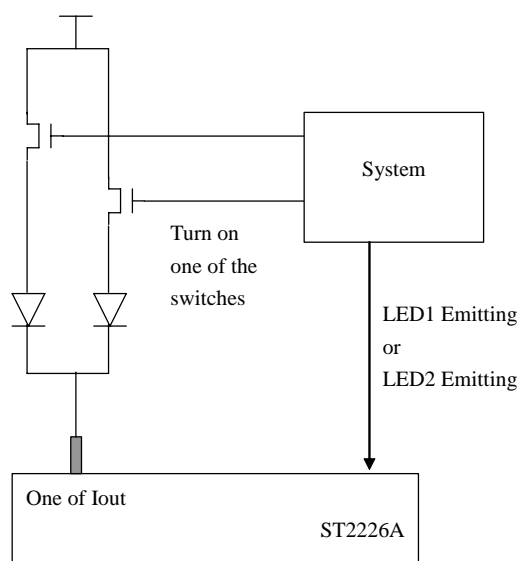 System
Turn on
one of the
switches
LED1 Emitting
or
LED2 Emitting
One of Iout
ST2226A